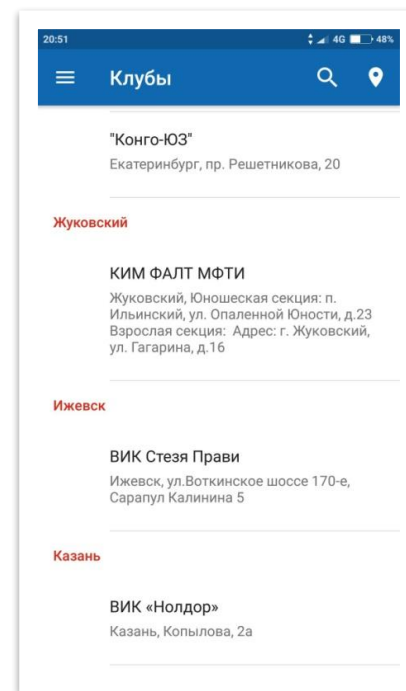 20:51 4G 48%
Клубы
"Конго-ЮЗ"
Екатеринбург, пр. Решетникова, 20
Жуковский
КИМ ФАЛТ МФТИ
Жуковский, Юношеская секция: п.
Ильинский, ул. Опаленной Юности, д.23
Взрослая секция: Адрес: г. Жуковский,
ул. Гагарина, д.16
Ижевск
ВИК Стезя Прави
Ижевск, ул.Воткинское шоссе 170-е,
Сарапул Калинина 5
Казань
ВИК «Нолдор»
Казань, Копылова, 2а